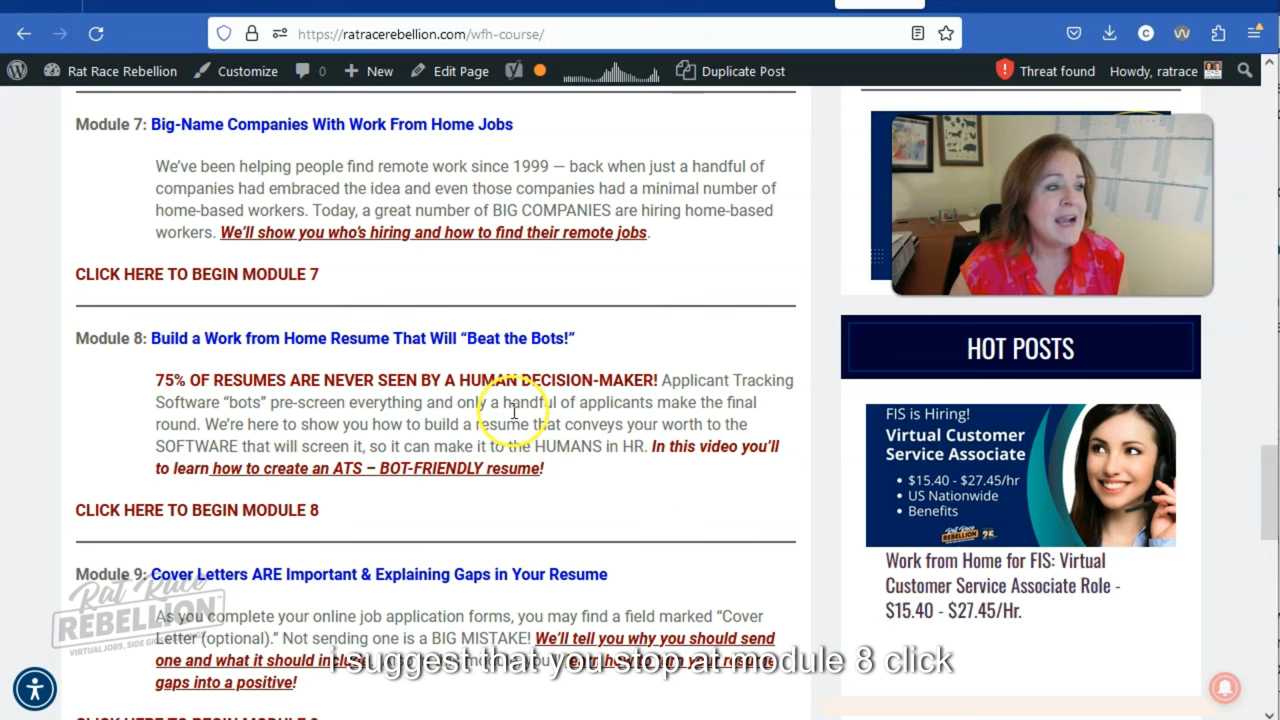 https://ratracerebellion.com/wfh-course/
Rat Race Rebellion
Customize
0
New
Edit Page
Duplicate Post
Threat found
Howdy, ratrace
Module 7: Big-Name Companies With Work From Home Jobs
We've been helping people find remote work since 1999 — back when just a handful of
companies had embraced the idea and even those companies had a minimal number of
home-based workers. Today, a great number of BIG COMPANIES are hiring home-based
workers. We'll show you who's hiring and how to find their remote jobs.
CLICK HERE TO BEGIN MODULE 7
Module 8: Build a Work from Home Resume That Will “Beat the Bots!”
75% OF RESUMES ARE NEVER SEEN BY A HUMAN DECISION-MAKER! Applicant Tracking
Software “bots” pre-screen everything and only a handful of applicants make the final
round. We're here to show you how to build a resume that conveys your worth to the
SOFTWARE that will screen it, so it can make it to the HUMANS in HR. In this video you'll
to learn how to create an ATS – BOT-FRIENDLY resume!
CLICK HERE TO BEGIN MODULE 8
Module 9: Cover Letters ARE Important & Explaining Gaps in Your Resume
As you complete your online job application forms, you may find a field marked “Cover
Letter (optional).” Not sending one is a BIG MISTAKE! We'll tell you why you should send
one and what it should
gaps into a positive!
Rat Race
REBELLION
HOT POSTS
FIS is Hiring!
Virtual Customer
Service Associate
• $15.40 - $27.45/hr
• US Nationwide
• Benefits
Rat Race
REBELLION
Work from Home for FIS: Virtual
Customer Service Associate Role -
$15.40 - $27.45/Hr.
i suggest that you stop at module 8 click